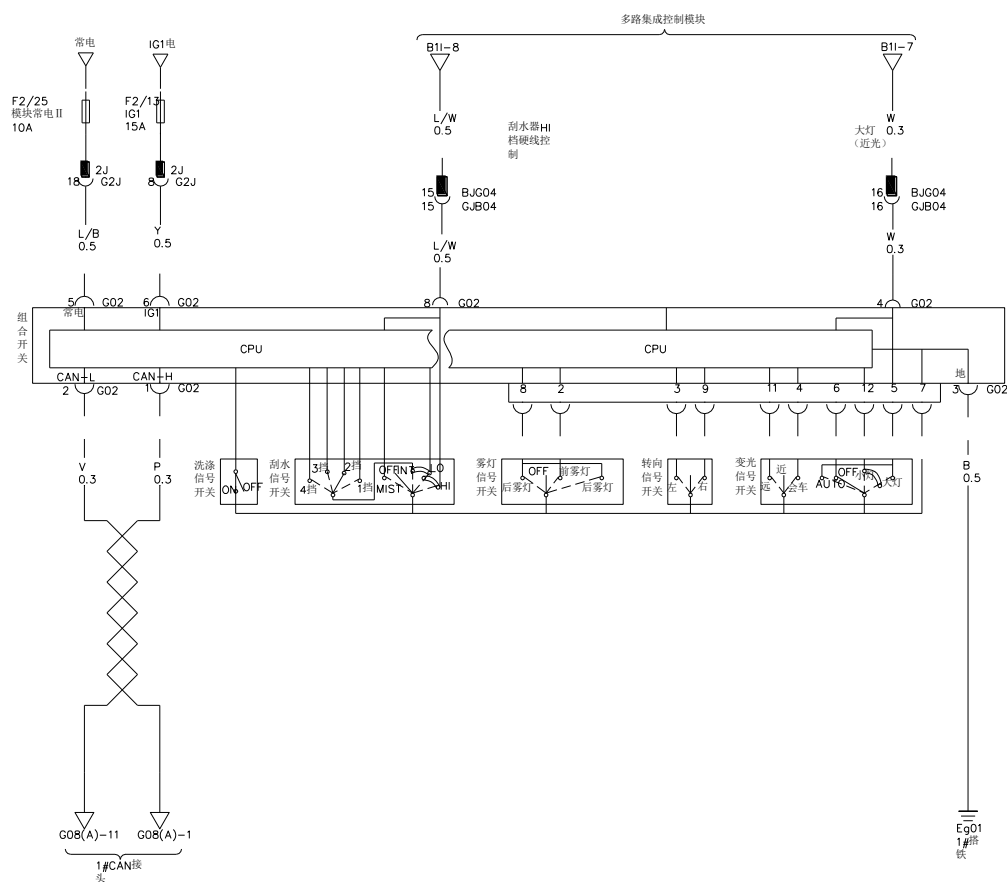 多路集成控制模块
常电
IG1电
B1I-8
B1I-7
F2/25
模块常电Ⅱ
10A
F2/13
IG1
15A
L/W
0.5
刮水器HI
档硬线控
制
W
0.3
大灯
（近光）
2J
18 G2J
2J
8 G2J
15 BJG04
15 GJB04
16 BJG04
16 GJB04
L/B
0.5
Y
0.5
L/W
0.5
W
0.3
5 G02
6 G02
8 G02
4 G02
常电
IG1
组
合
开
关
CPU
CPU
CAN-L
CAN-H
地
2 G02
1 G02
8 2 3 9 11 4 6 12 5 7
3 G02
V
0.3
P
0.3
B
0.5
洗涤
信号
开关
ON
OFF
刮水
信号
开关
3挡
2挡
4挡
1挡
OFF
INT
LO
MIST
HI
雾灯
信号
开关
OFF
前雾灯
后雾灯
后雾灯
转向
信号
开关
左
右
变光
信号
开关
近
远
会车
OFF
小灯
AUTO
大灯
G08(A)-11
G08(A)-1
1#CAN接
头
Eg01
1#搭
铁